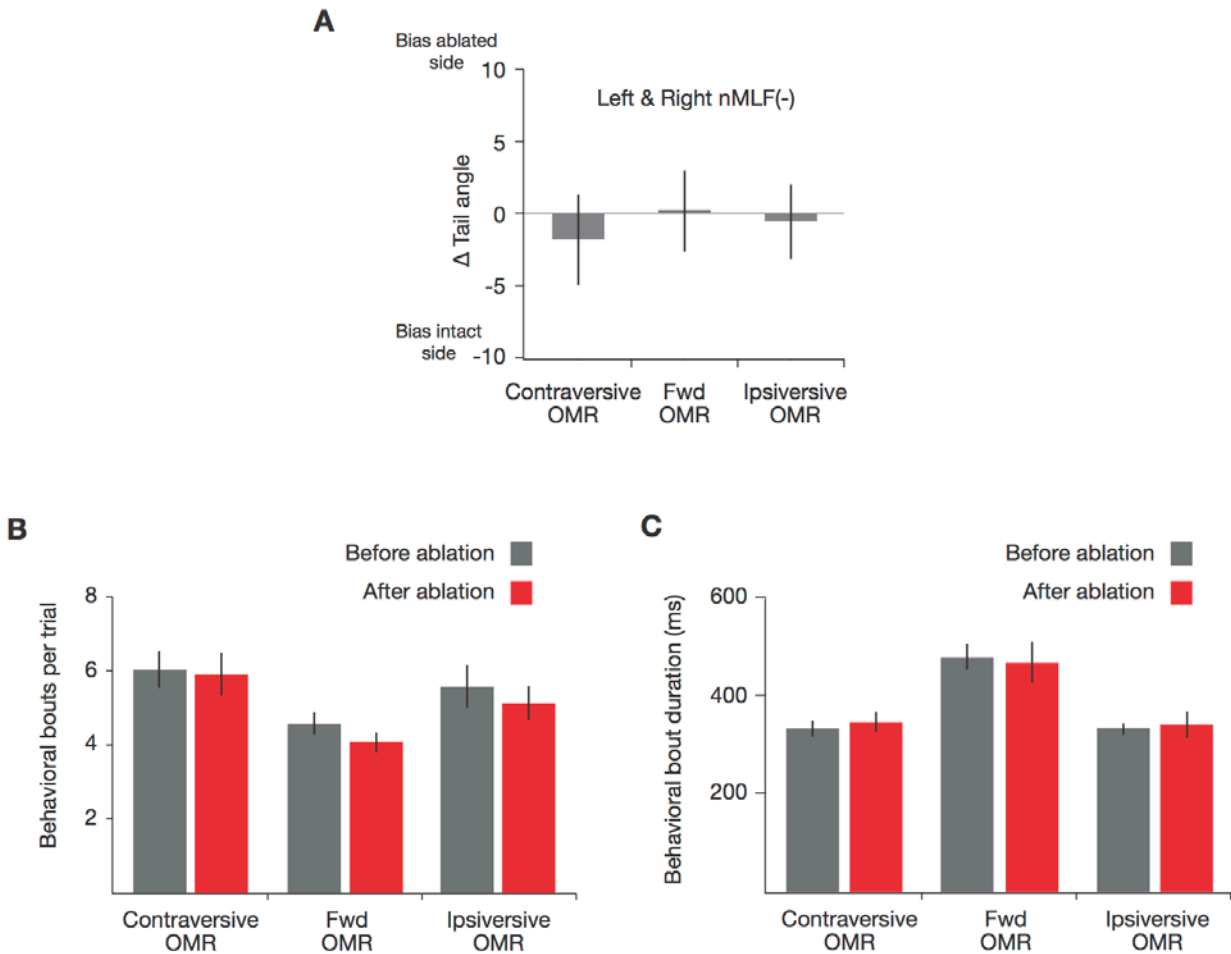 A
Bias ablated
side
10
Left & Right nMLF(-)
5
Δ Tail angle
0
-5
Bias intact
side
-10
Contraversive
OMR
Fwd
OMR
Ipsiversive
OMR
B
Before ablation
After ablation
Behavioral bouts per trial
8
6
4
2
Contraversive
OMR
Fwd
OMR
Ipsiversive
OMR
C
Before ablation
After ablation
Behavioral bout duration (ms)
600
400
200
Contraversive
OMR
Fwd
OMR
Ipsiversive
OMR